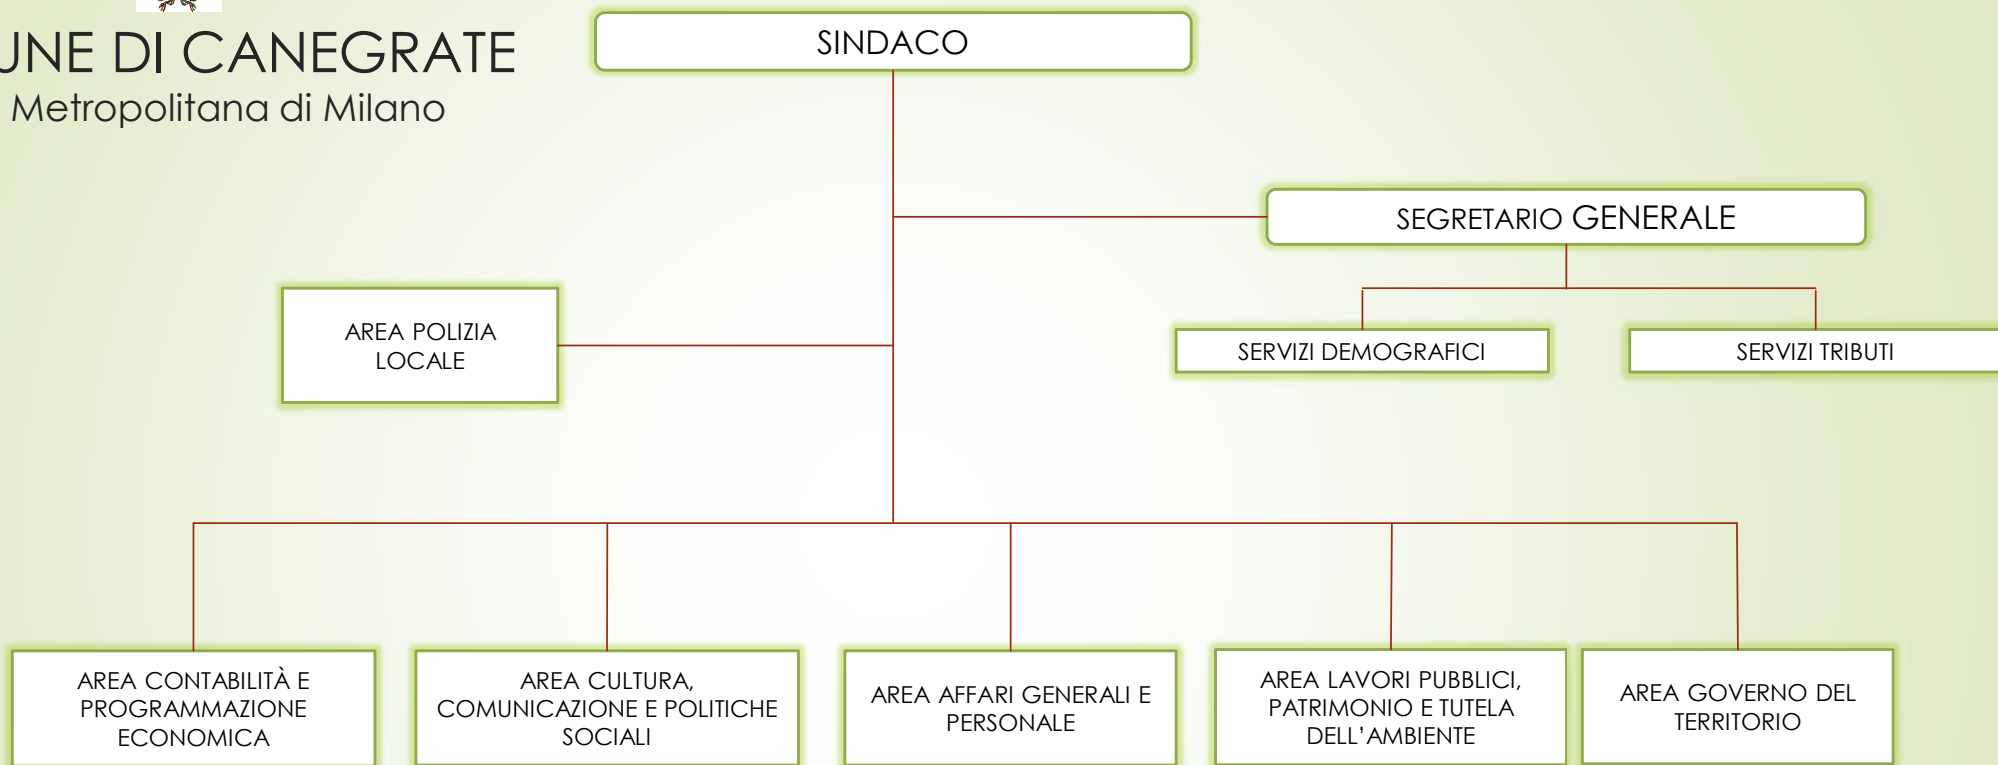 UNE DI CANEGRATE
Metropolitana di Milano
SINDACO
SEGRETARIO GENERALE
AREA POLIZIA
LOCALE
SERVIZI DEMOGRAFICI
SERVIZI TRIBUTI
AREA CONTABILITÀ E
PROGRAMMAZIONE
ECONOMICA
AREA CULTURA,
COMUNICAZIONE E POLITICHE
SOCIALI
AREA AFFARI GENERALI E
PERSONALE
AREA LAVORI PUBBLICI,
PATRIMONIO E TUTELA
DELL’AMBIENTE
AREA GOVERNO DEL
TERRITORIO